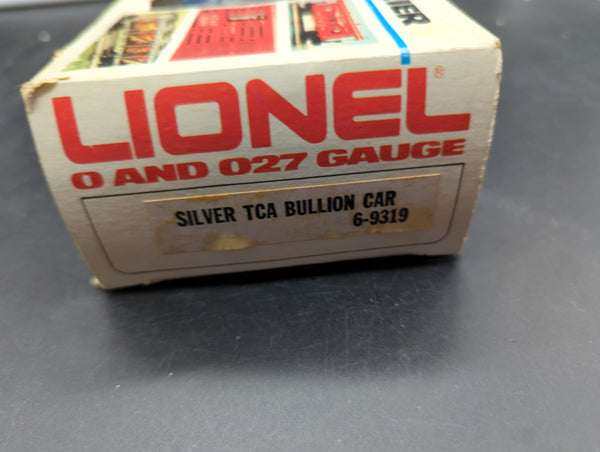 LIONEL®
O AND O27 GAUGE
SILVER TCA BULLION CAR
6-9319